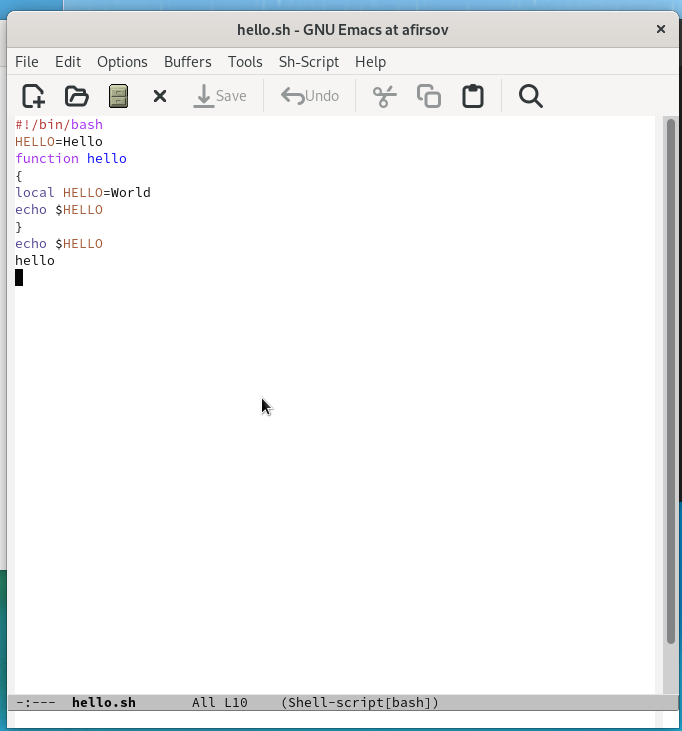 hello.sh - GNU Emacs at afirsov
File Edit Options Buffers Tools Sh-Script Help
Save Undo
#!/bin/bash
HELLO=Hello
function hello
{
local HELLO=World
echo $HELLO
}
echo $HELLO
hello
-:--- hello.sh All L10 (Shell-script[bash])